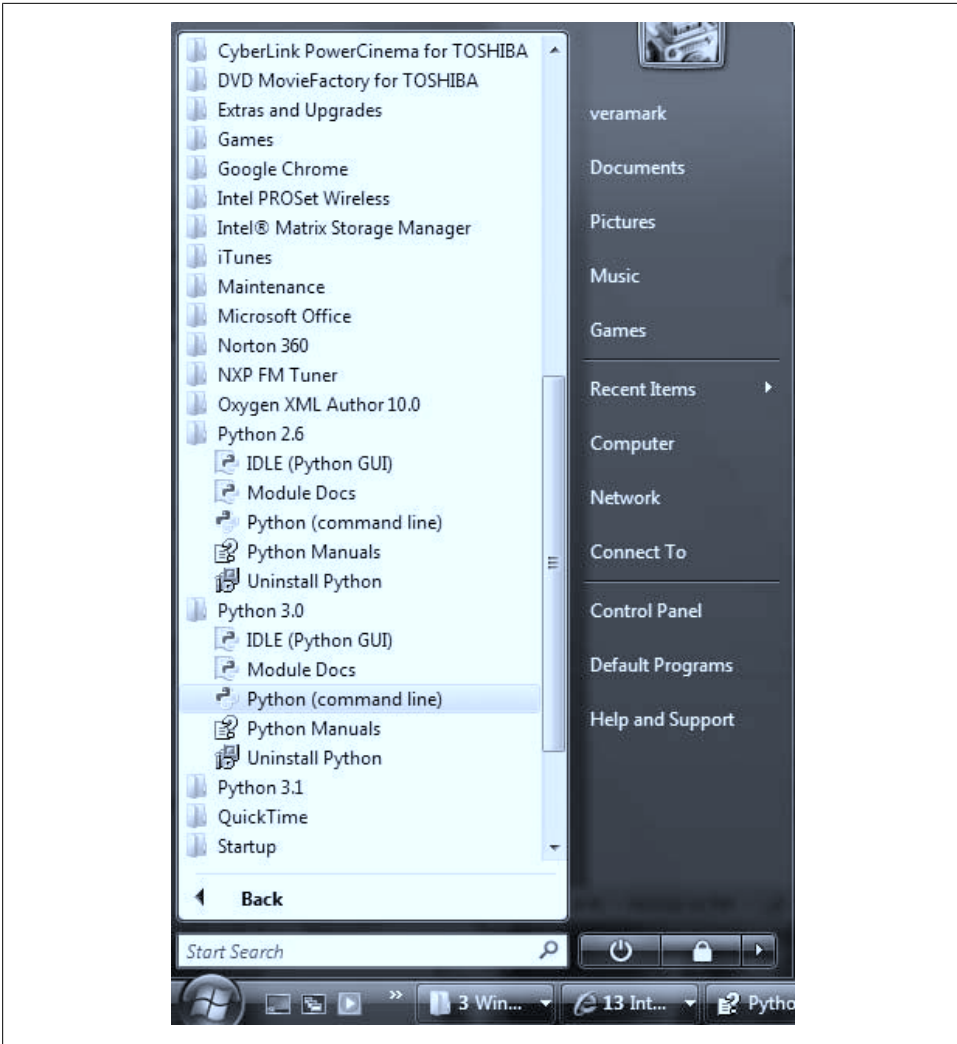 CyberLink PowerCinema for TOSHIBA
DVD MovieFactory for TOSHIBA
Extras and Upgrades
Games
Google Chrome
Intel PROSet Wireless
Intel® Matrix Storage Manager
iTunes
Maintenance
Microsoft Office
Norton 360
NXP FM Tuner
Oxygen XML Author 10.0
Python 2.6
IDLE (Python GUI)
Module Docs
Python (command line)
Python Manuals
Uninstall Python
Python 3.0
IDLE (Python GUI)
Module Docs
Python (command line)
Python Manuals
Uninstall Python
Python 3.1
QuickTime
Startup
Back
Start Search
veramark
Documents
Pictures
Music
Games
Recent Items
Computer
Network
Connect To
Control Panel
Default Programs
Help and Support
»
3 Win...
13 Int...
Pytho